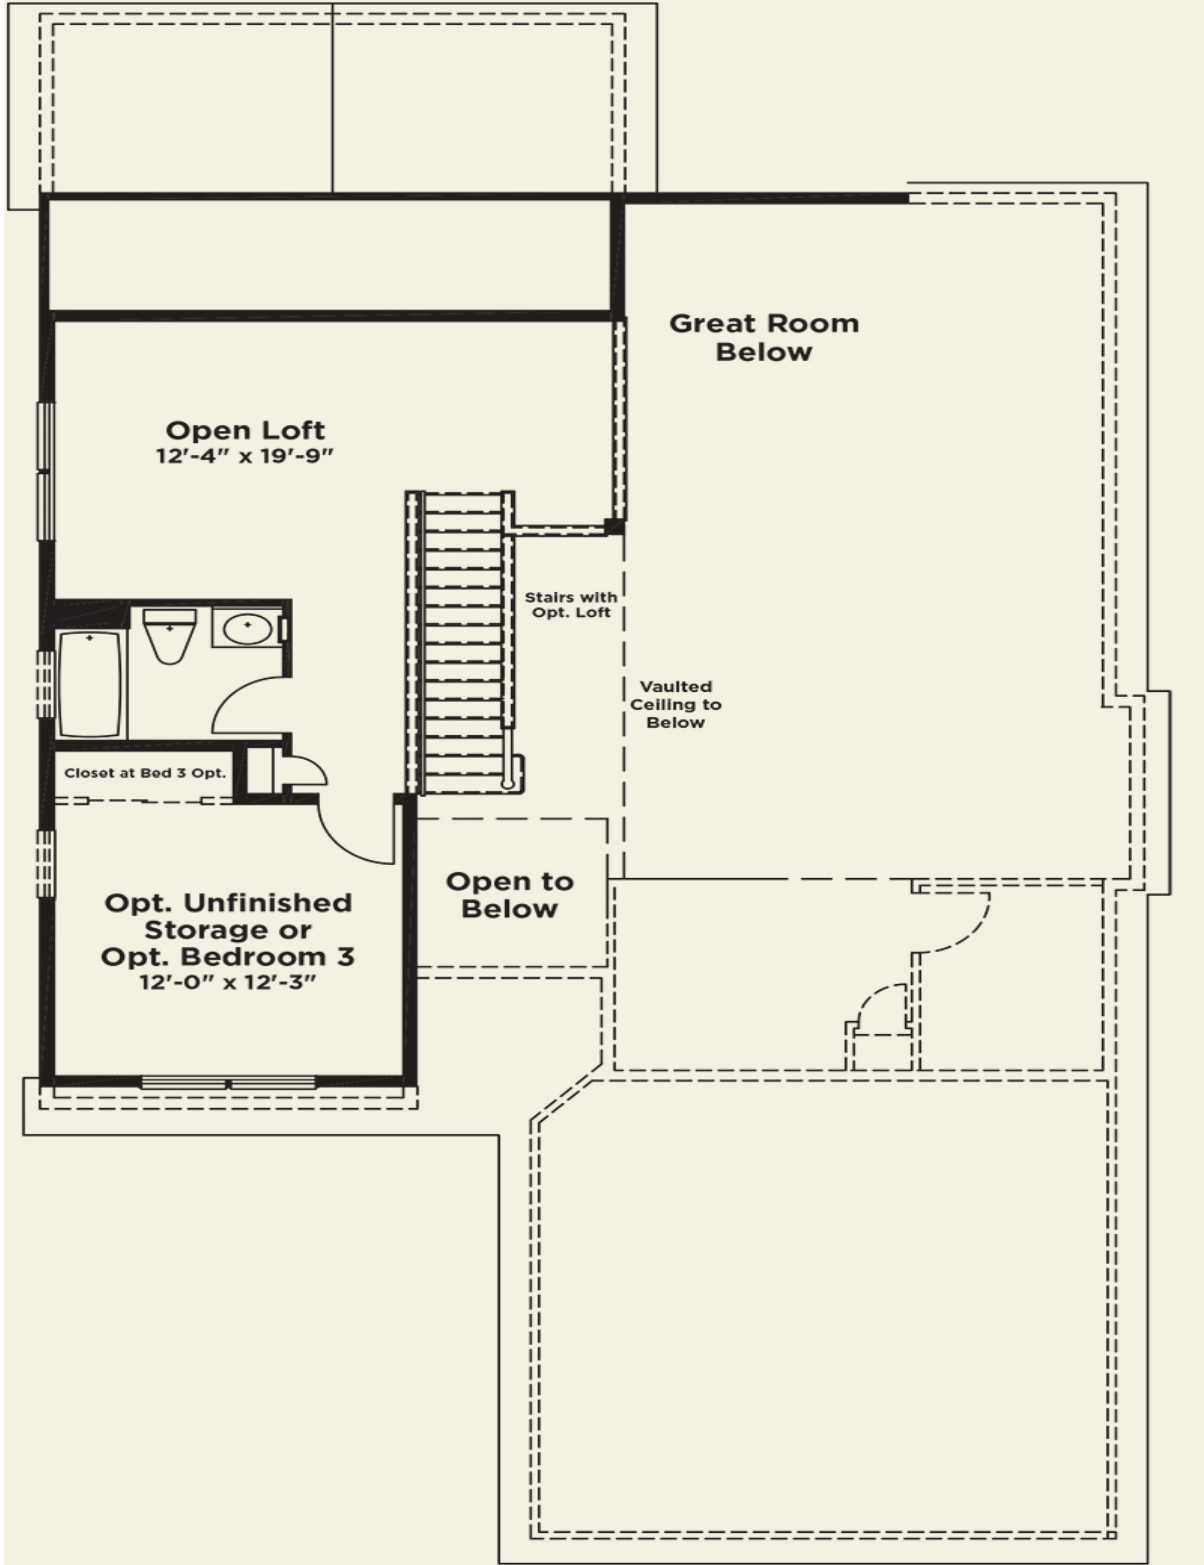 Great Room
Below
Open Loft
12'-4" x 19'-9"
Stairs with
Opt. Loft
Vaulted
Ceiling to
Below
Closet at Bed 3 Opt.
Open to
Below
Opt. Unfinished
Storage or
Opt. Bedroom 3
12'-0" x 12'-3"